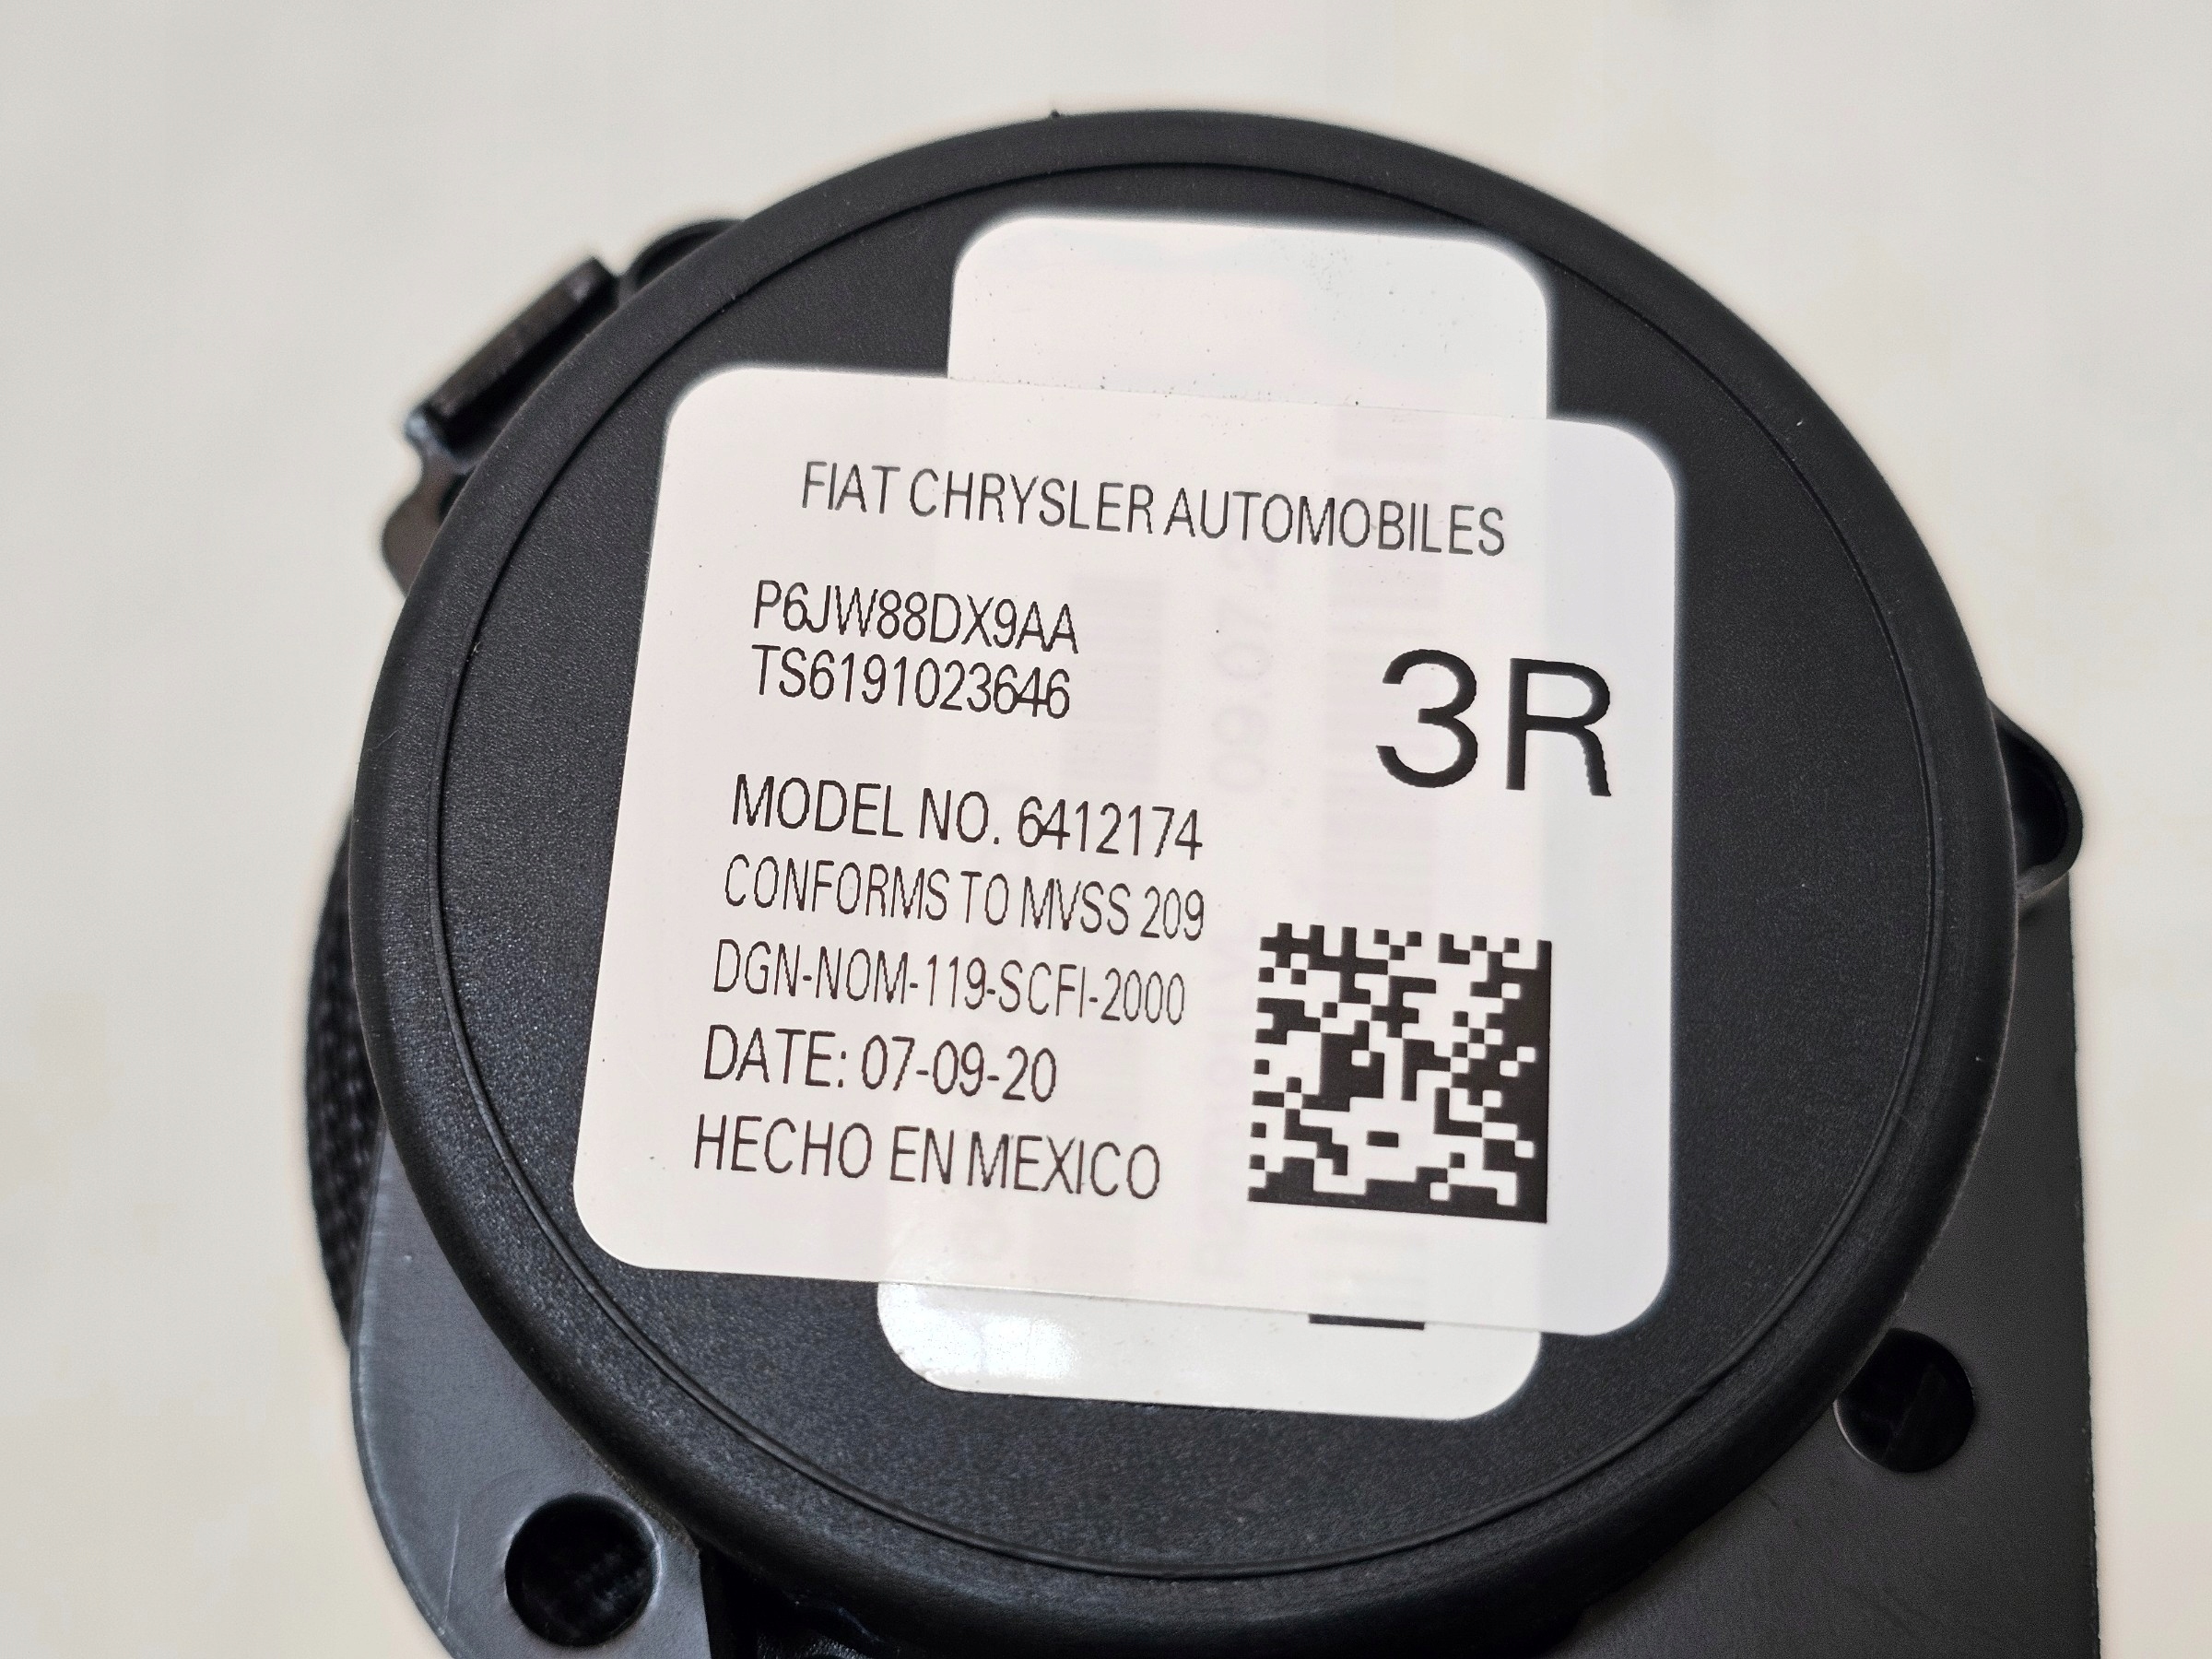 FIAT CHRYSLER AUTOMOBILES
P6JW88DX9AA
TS6191023646
3R
MODEL NO. 6412174
CONFORMS TO MVSS 209
DGN-NOM-119-SCFI-2000
DATE: 07-09-20
HECHO EN MEXICO